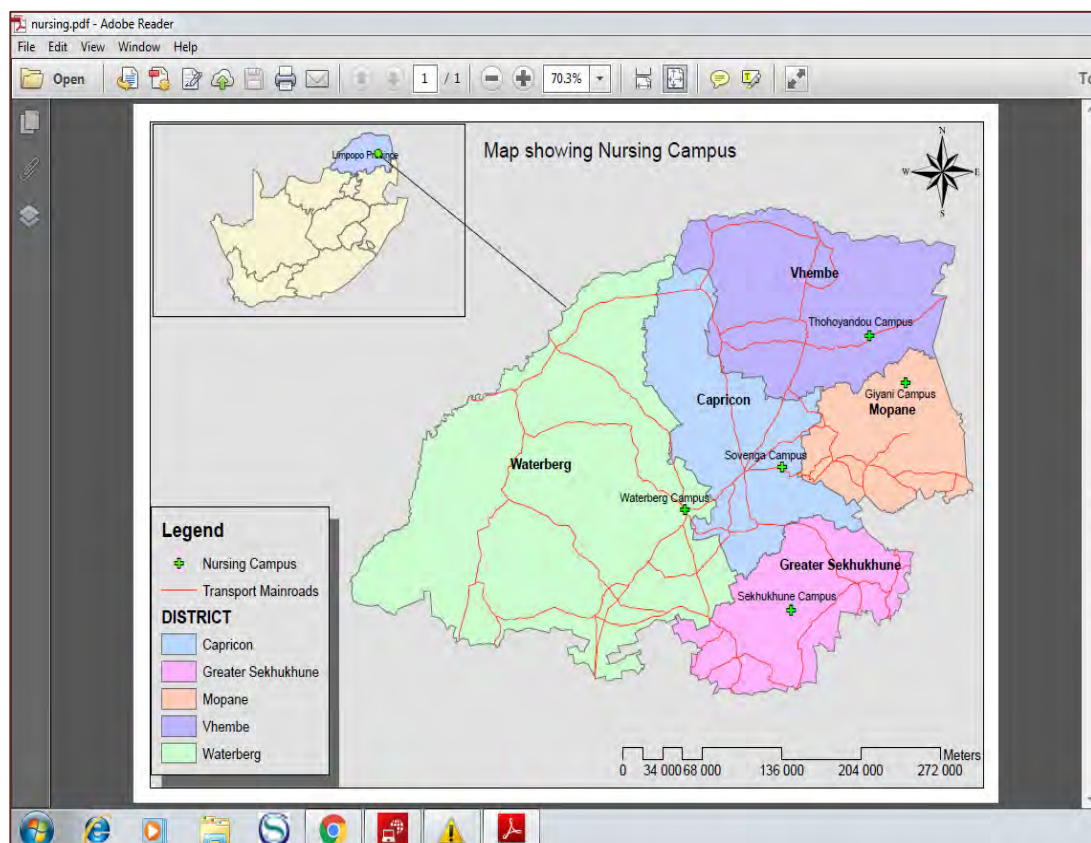 nursing.pdf - Adobe Reader
File Edit View Window Help
Open 1 / 1 70.3% To
Map showing Nursing Campus
Limpopo Province
N
W E
S
Vhembe
Thohoyandou Campus
Giyani Campus
Mopane
Capricon
Sovenga Campus
Waterberg
Waterberg Campus
Greater Sekhukhune
Sekhukhune Campus
Legend
Nursing Campus
Transport Mainroads
DISTRICT
Capricon
Greater Sekhukhune
Mopane
Vhembe
Waterberg
Meters
0 34 000 68 000 136 000 204 000 272 000